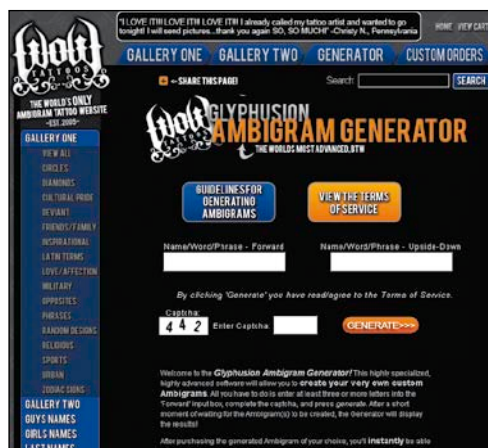 "I LOVE IT!!! I LOVE IT!!! I LOVE IT!!! I already called my tattoo artist and wanted to go
tonight! I will send pictures...thank you again SO, SO MUCH!" -Christy N., Pennsylvania
HOME VIEW CART
WOW
TATTOOS
THE WORLD'S ONLY
AMBIGRAM TATTOO WEBSITE
-EST. 2005-
GALLERY ONE GALLERY TWO GENERATOR CUSTOM ORDERS
<-SHARE THIS PAGE!
Search:
SEARCH
GALLERY ONE
VIEW ALL
CIRCLES
DIAMONDS
CULTURAL PRIDE
DEVIANT
FRIENDS/FAMILY
INSPIRATIONAL
LATIN TERMS
LOVE/AFFECTION
MILITARY
OPPOSITES
PHRASES
RANDOM DESIGNS
RELIGIOUS
SPORTS
URBAN
ZODIAC SIGNS
GALLERY TWO
GUYS NAMES
GIRLS NAMES
LAST NAMES
WOW
TATTOOS
GLYPHUSION
AMBIGRAM GENERATOR
THE WORLDS MOST ADVANCED, BTW
GUIDELINES FOR
GENERATING
AMBIGRAMS
VIEW THE TERMS
OF SERVICE
Name/Word/Phrase - Forward
Name/Word/Phrase - Upside-Down
By clicking 'Generate' you have read/agree to the Terms of Service.
Captcha:
4 4 2
Enter Captcha:
GENERATE>>>
Welcome to the Glyphusion Ambigram Generator! This highly specialized,
highly advanced software will allow you to create your very own custom
Ambigrams. All you have to do is enter at least three or more letters into the
'Forward' input box, complete the captcha, and press generate. After a short
moment of waiting for the Ambigram(s) to be created, the Generator will display
the results!
After purchasing the generated Ambigram of your choice, you'll instantly be able